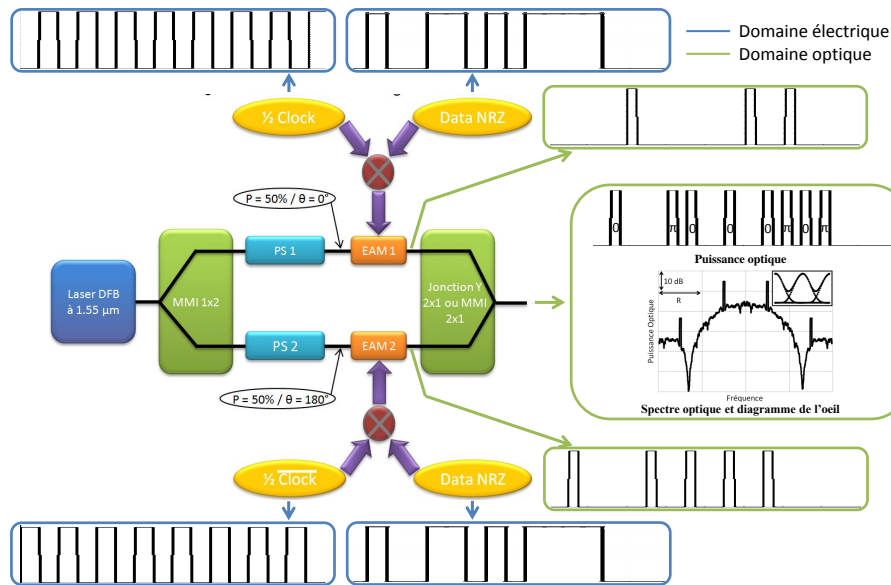 Domaine électrique
Domaine optique
½ Clock
Data NRZ
P = 50% / θ = 0°
PS 1
EAM 1
Laser DFB
à 1.55 µm
MMI 1x2
Jonction Y
2x1 ou MMI
2x1
PS 2
EAM 2
P = 50% / θ = 180°
½ C̅l̅o̅c̅k̅
Data NRZ
0 π 0 0 0 π 0 π
Puissance optique
10 dB
R
Puissance Optique
Fréquence
Spectre optique et diagramme de l'oeil